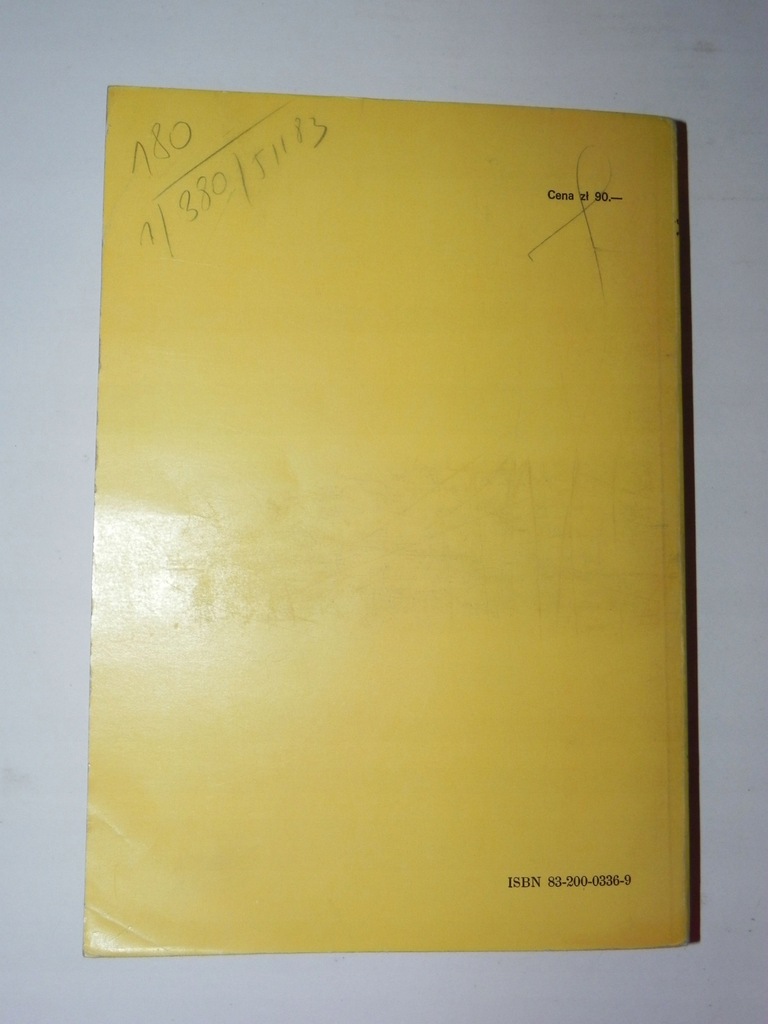 180
1/380/51183
Cena zł 90.—
ISBN 83-200-0336-9